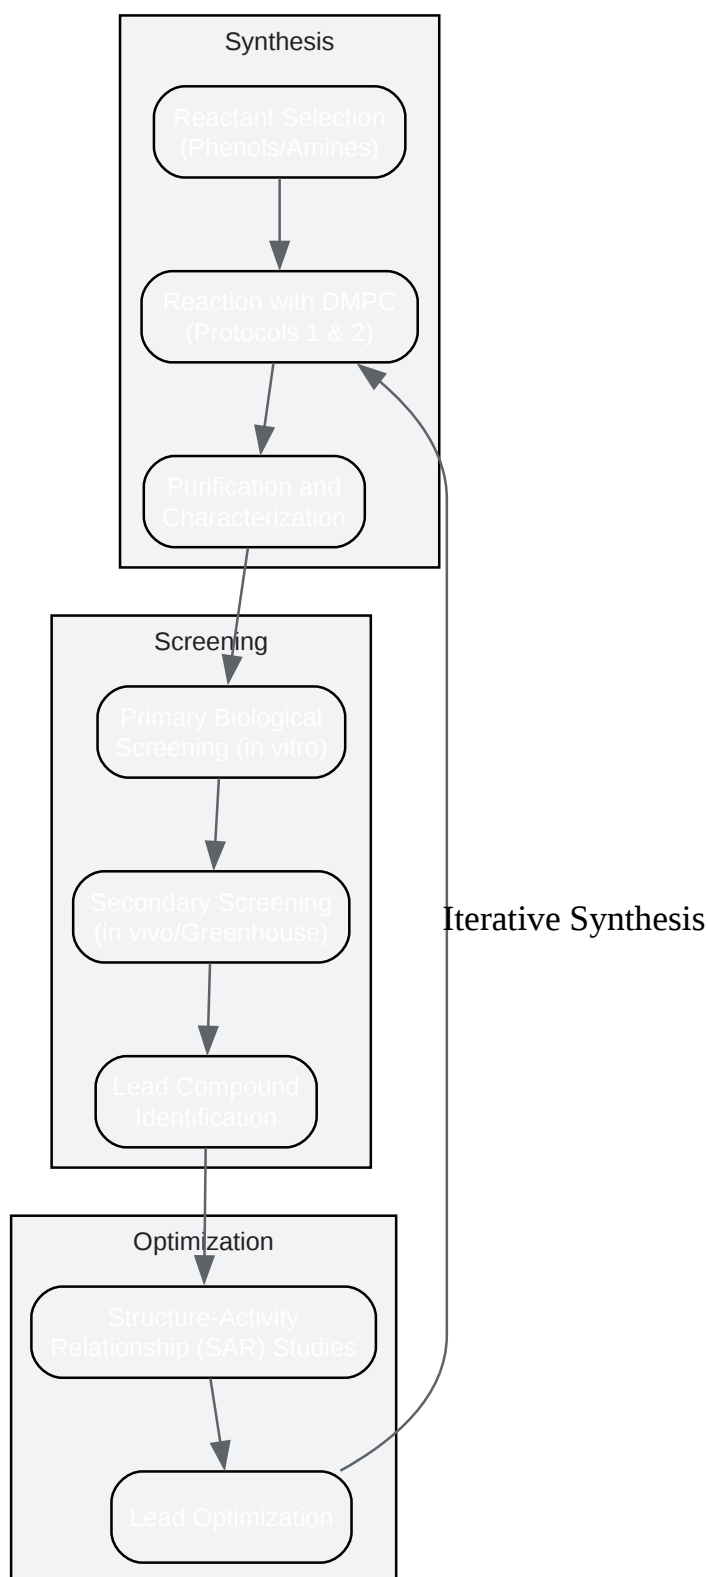 Synthesis
Reactant Selection
(Phenols/Amines)
Reaction with DMPC
(Protocols 1 & 2)
Purification and
Characterization
Screening
Primary Biological
Screening (in vitro)
Secondary Screening
(in vivo/Greenhouse)
Iterative Synthesis
Lead Compound
Identification
Optimization
Structure-Activity
Relationship (SAR) Studies
Lead Optimization